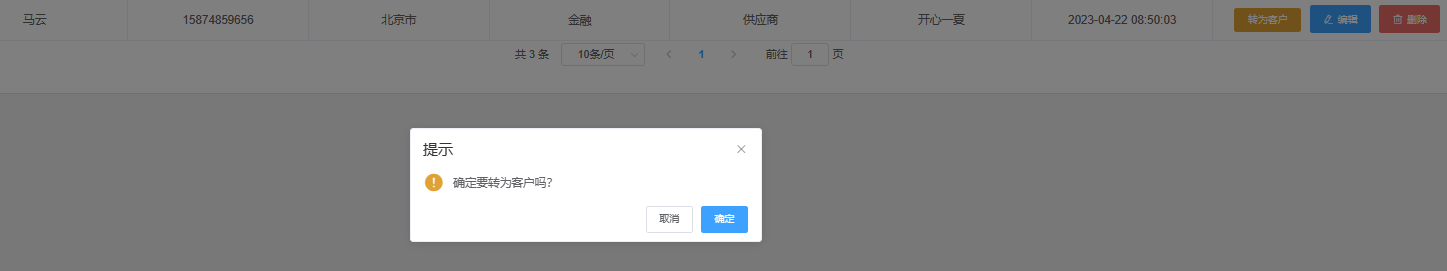 马云 15874859656 北京市 金融 供应商 开心一夏 2023-04-22 08:50:03 转为客户 编辑 删除
共 3 条 10条/页 1 前往 1 页
提示
确定要转为客户吗?
取消 确定